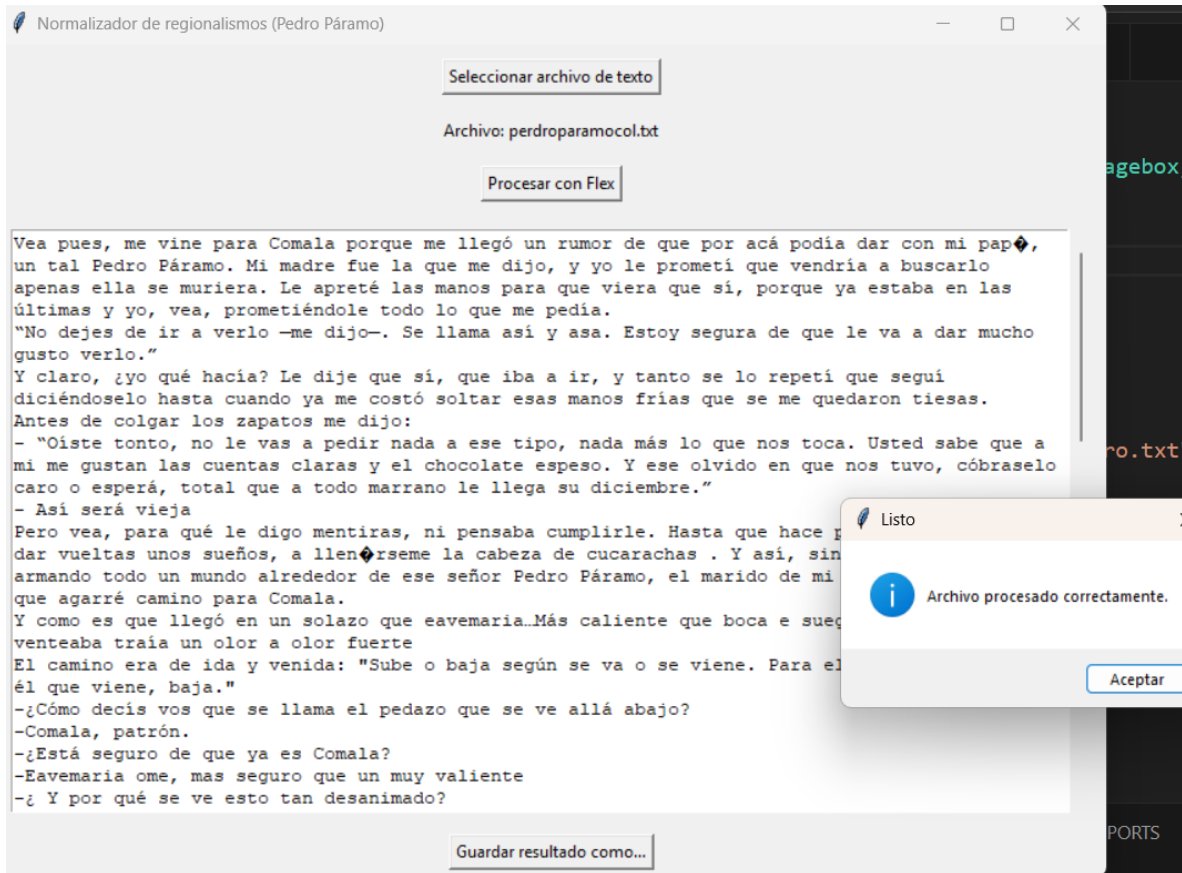 Normalizador de regionalismos (Pedro Páramo)
Seleccionar archivo de texto
Archivo: perdroparamocol.txt
Procesar con Flex
Vea pues, me vine para Comala porque me llegó un rumor de que por acá podía dar con mi pap�,
un tal Pedro Páramo. Mi madre fue la que me dijo, y yo le prometí que vendría a buscarlo
apenas ella se muriera. Le apreté las manos para que viera que sí, porque ya estaba en las
últimas y yo, vea, prometiéndole todo lo que me pedía.
“No dejes de ir a verlo —me dijo—. Se llama así y asa. Estoy segura de que le va a dar mucho
gusto verlo.”
Y claro, ¿yo qué hacía? Le dije que sí, que iba a ir, y tanto se lo repetí que seguí
diciéndoselo hasta cuando ya me costó soltar esas manos frías que se me quedaron tiesas.
Antes de colgar los zapatos me dijo:
- “Oíste tonto, no le vas a pedir nada a ese tipo, nada más lo que nos toca. Usted sabe que a
mi me gustan las cuentas claras y el chocolate espeso. Y ese olvido en que nos tuvo, cóbraselo
caro o esperá, total que a todo marrano le llega su diciembre.”
- Así será vieja
Pero vea, para qué le digo mentiras, ni pensaba cumplirle. Hasta que hace
dar vueltas unos sueños, a llen�rseme la cabeza de cucarachas . Y así, sin
armando todo un mundo alrededor de ese señor Pedro Páramo, el marido de mi
que agarré camino para Comala.
Y como es que llegó en un solazo que eavemaria…Más caliente que boca e
venteaba traía un olor a olor fuerte
El camino era de ida y venida: "Sube o baja según se va o se viene. Para
él que viene, baja."
-¿Cómo decís vos que se llama el pedazo que se ve allá abajo?
-Comala, patrón.
-¿Está seguro de que ya es Comala?
-Eavemaria ome, mas seguro que un muy valiente
-¿ Y por qué se ve esto tan desanimado?
Guardar resultado como...
Listo
Archivo procesado correctamente.
Aceptar
agebox
ro.txt
PORTS